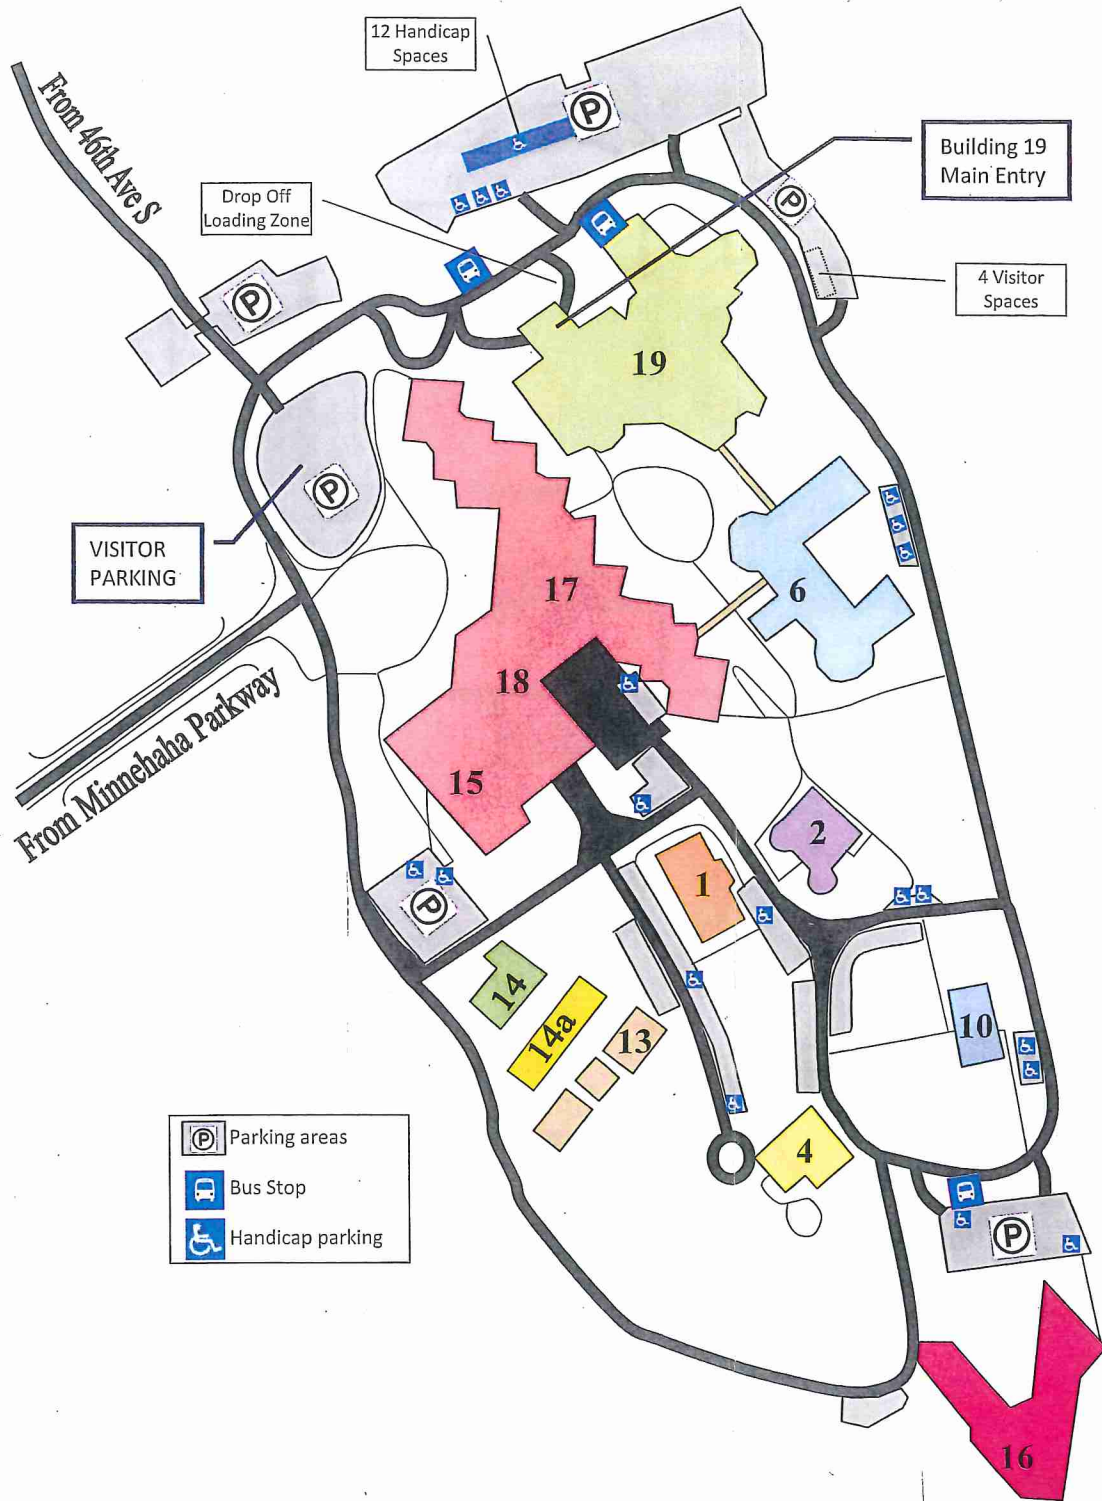 12 Handicap
Spaces
From 46th Ave S
P
Building 19
Main Entry
Drop Off
Loading Zone
P
4 Visitor
Spaces
P
19
P
VISITOR
PARKING
17
6
18
From Minnehaha Parkway
15
2
1
P
14
14a
13
10
P Parking areas
Bus Stop
Handicap parking
4
P
16